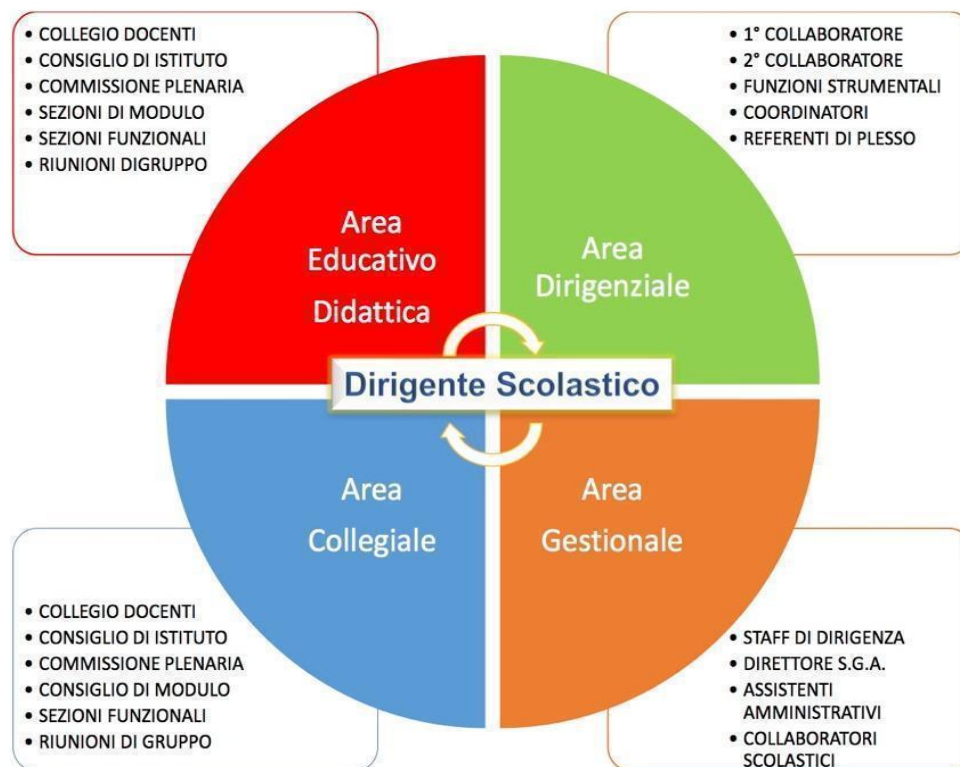 • COLLEGIO DOCENTI
• CONSIGLIO DI ISTITUTO
• COMMISSIONE PLENARIA
• SEZIONI DI MODULO
• SEZIONI FUNZIONALI
• RIUNIONI DIGRUPPO
• 1° COLLABORATORE
• 2° COLLABORATORE
• FUNZIONI STRUMENTALI
• COORDINATORI
• REFERENTI DI PLESSO
Area
Educativo
Didattica
Area
Dirigenziale
Dirigente Scolastico
Area
Collegiale
Area
Gestionale
• COLLEGIO DOCENTI
• CONSIGLIO DI ISTITUTO
• COMMISSIONE PLENARIA
• CONSIGLIO DI MODULO
• SEZIONI FUNZIONALI
• RIUNIONI DI GRUPPO
• STAFF DI DIRIGENZA
• DIRETTORE S.G.A.
• ASSISTENTI
AMMINISTRATIVI
• COLLABORATORI
SCOLASTICI